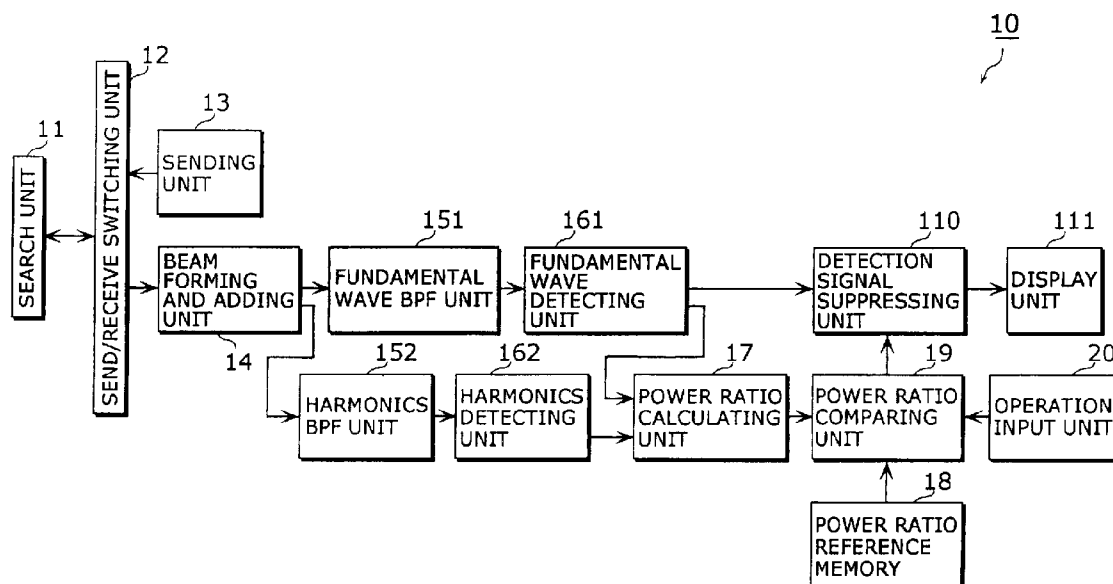 10
12
SEND/RECEIVE SWITCHING UNIT
11
SEARCH UNIT
13
SENDING
UNIT
BEAM
FORMING
AND ADDING
UNIT
14
151
FUNDAMENTAL
WAVE BPF UNIT
161
FUNDAMENTAL
WAVE
DETECTING
UNIT
110
DETECTION
SIGNAL
SUPPRESSING
UNIT
111
DISPLAY
UNIT
152
HARMONICS
BPF UNIT
162
HARMONICS
DETECTING
UNIT
17
POWER RATIO
CALCULATING
UNIT
19
POWER RATIO
COMPARING
UNIT
20
OPERATION
INPUT UNIT
18
POWER RATIO
REFERENCE
MEMORY